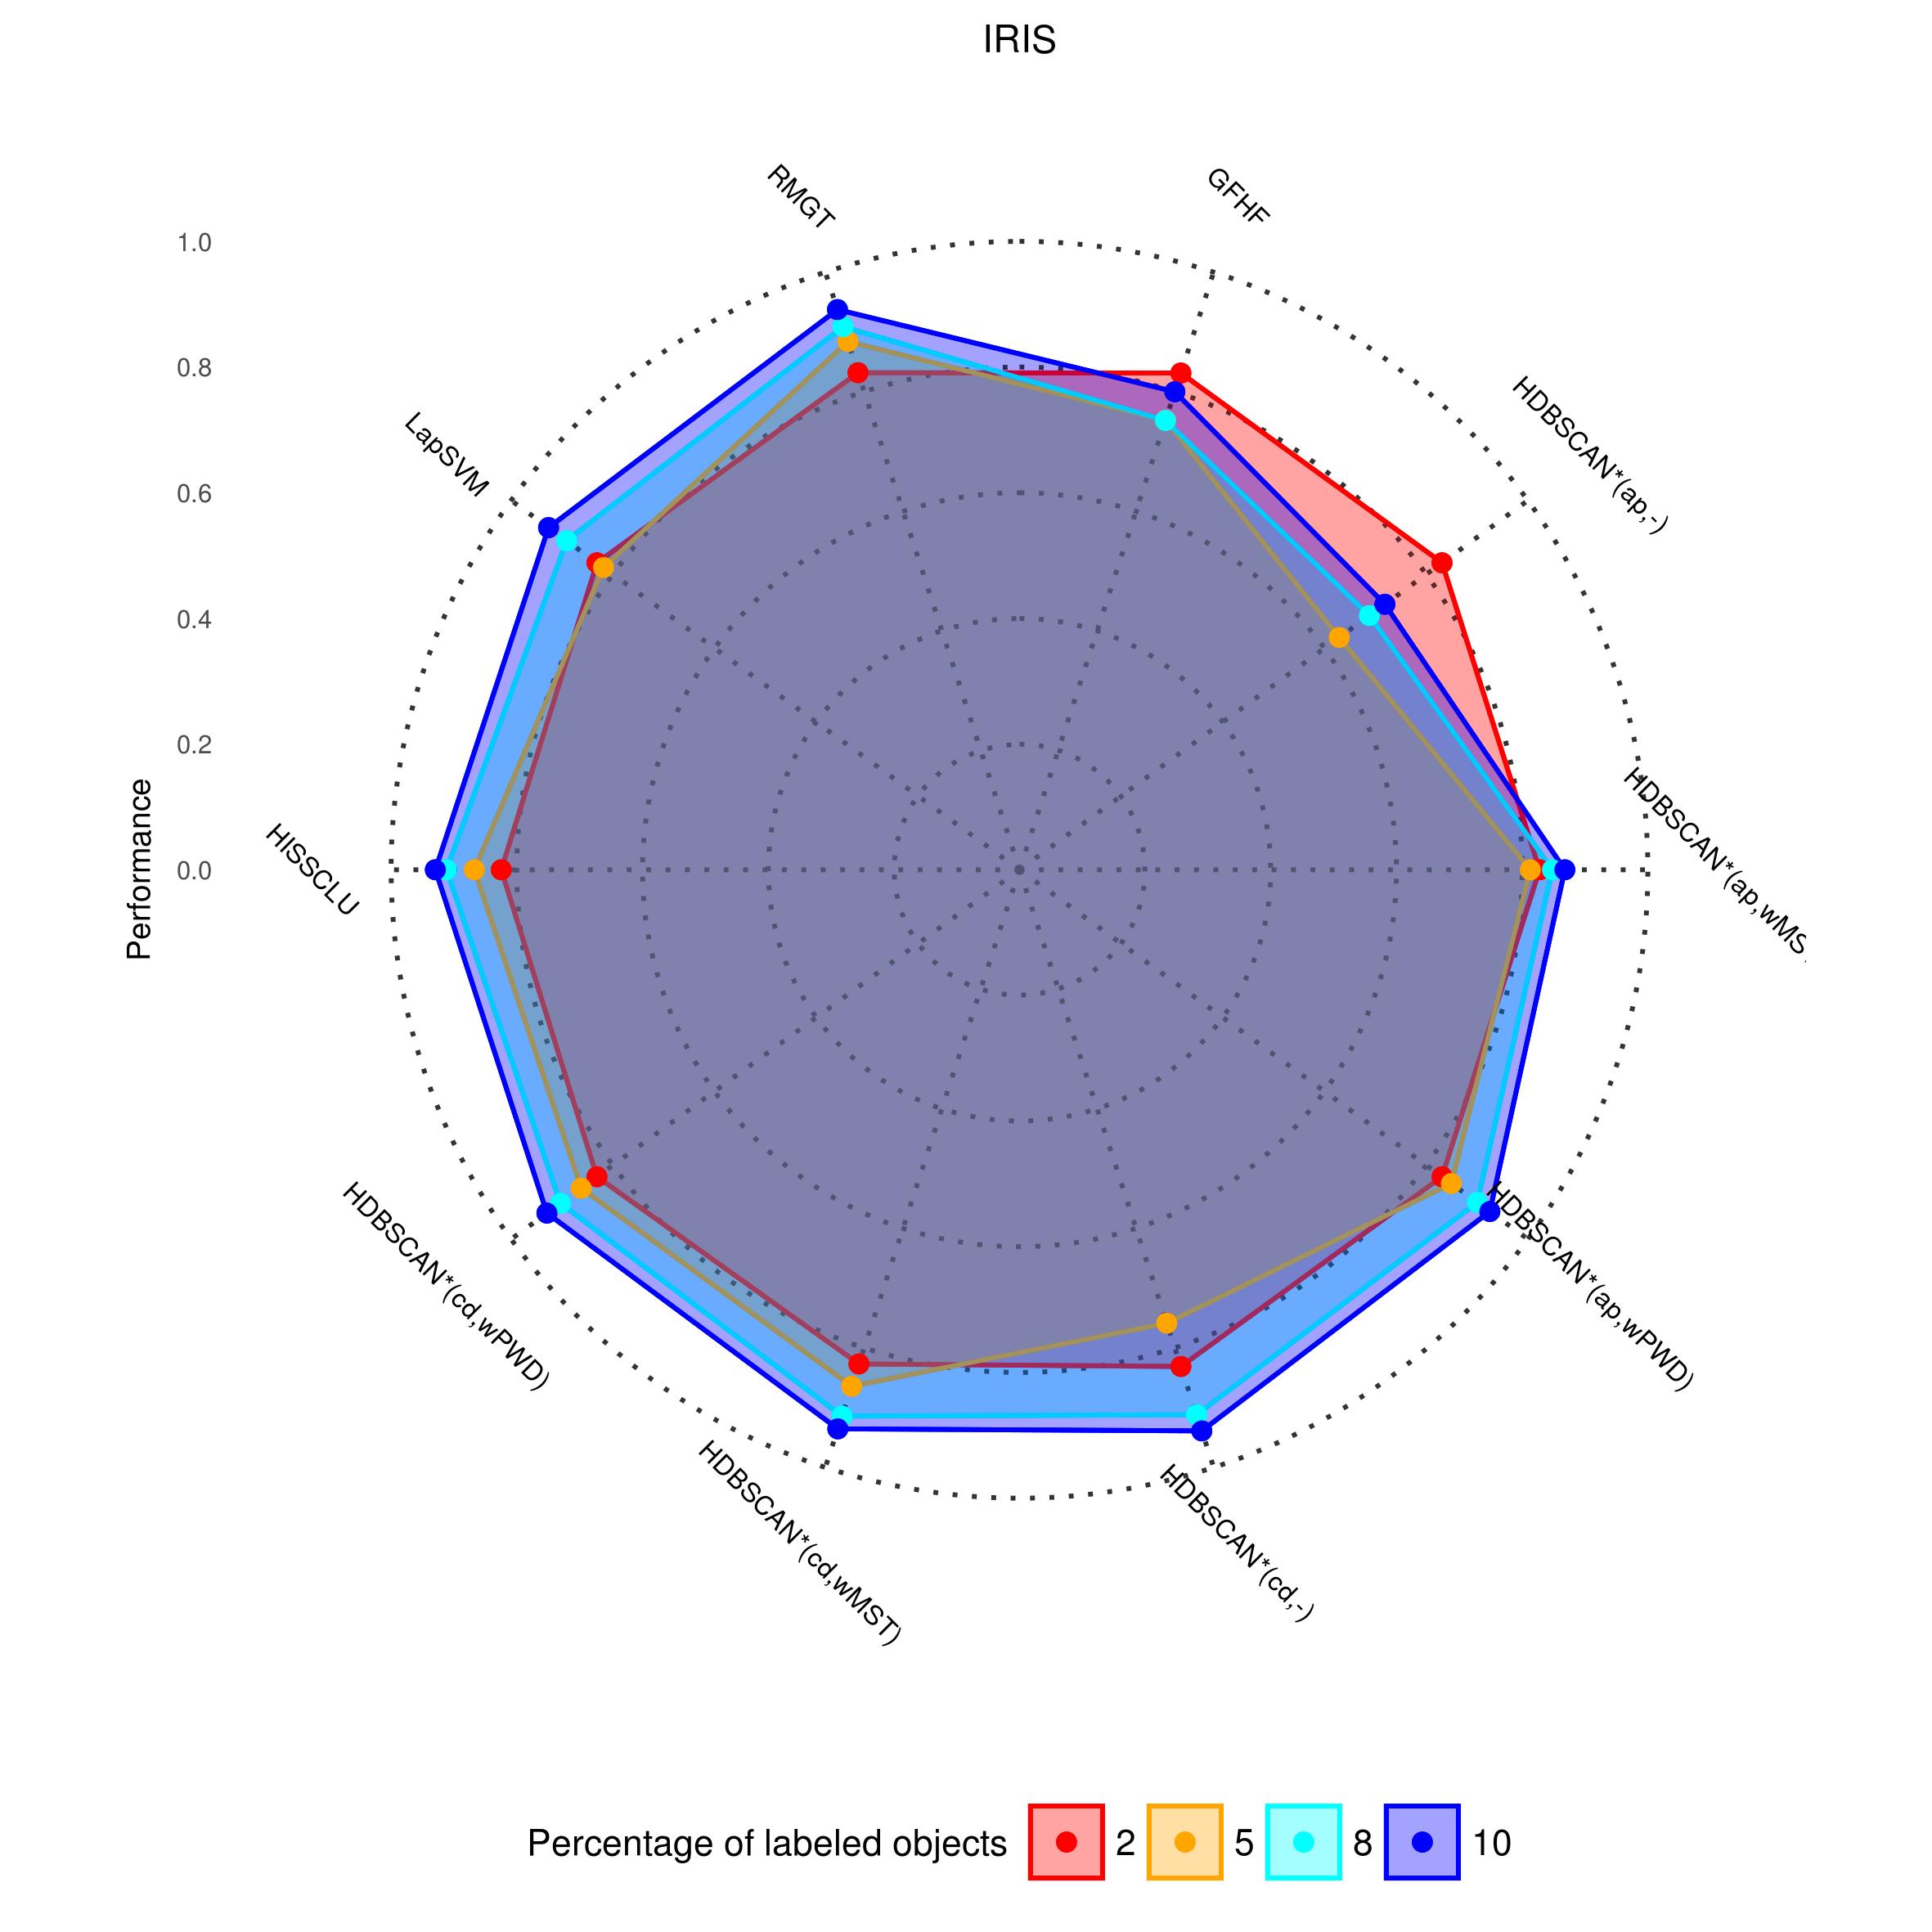 IRIS
RMGT
GFHF
1.0
LapSVM
HDBSCAN*(ap,-)
0.8
0.6
0.4
0.2
0.0
Performance
HISSCLU
HDBSCAN*(ap,wMS
HDBSCAN*(cd,wPWD)
HDBSCAN*(ap,wPWD)
HDBSCAN*(cd,wMST)
HDBSCAN*(cd,-)
Percentage of labeled objects 2 5 8 10